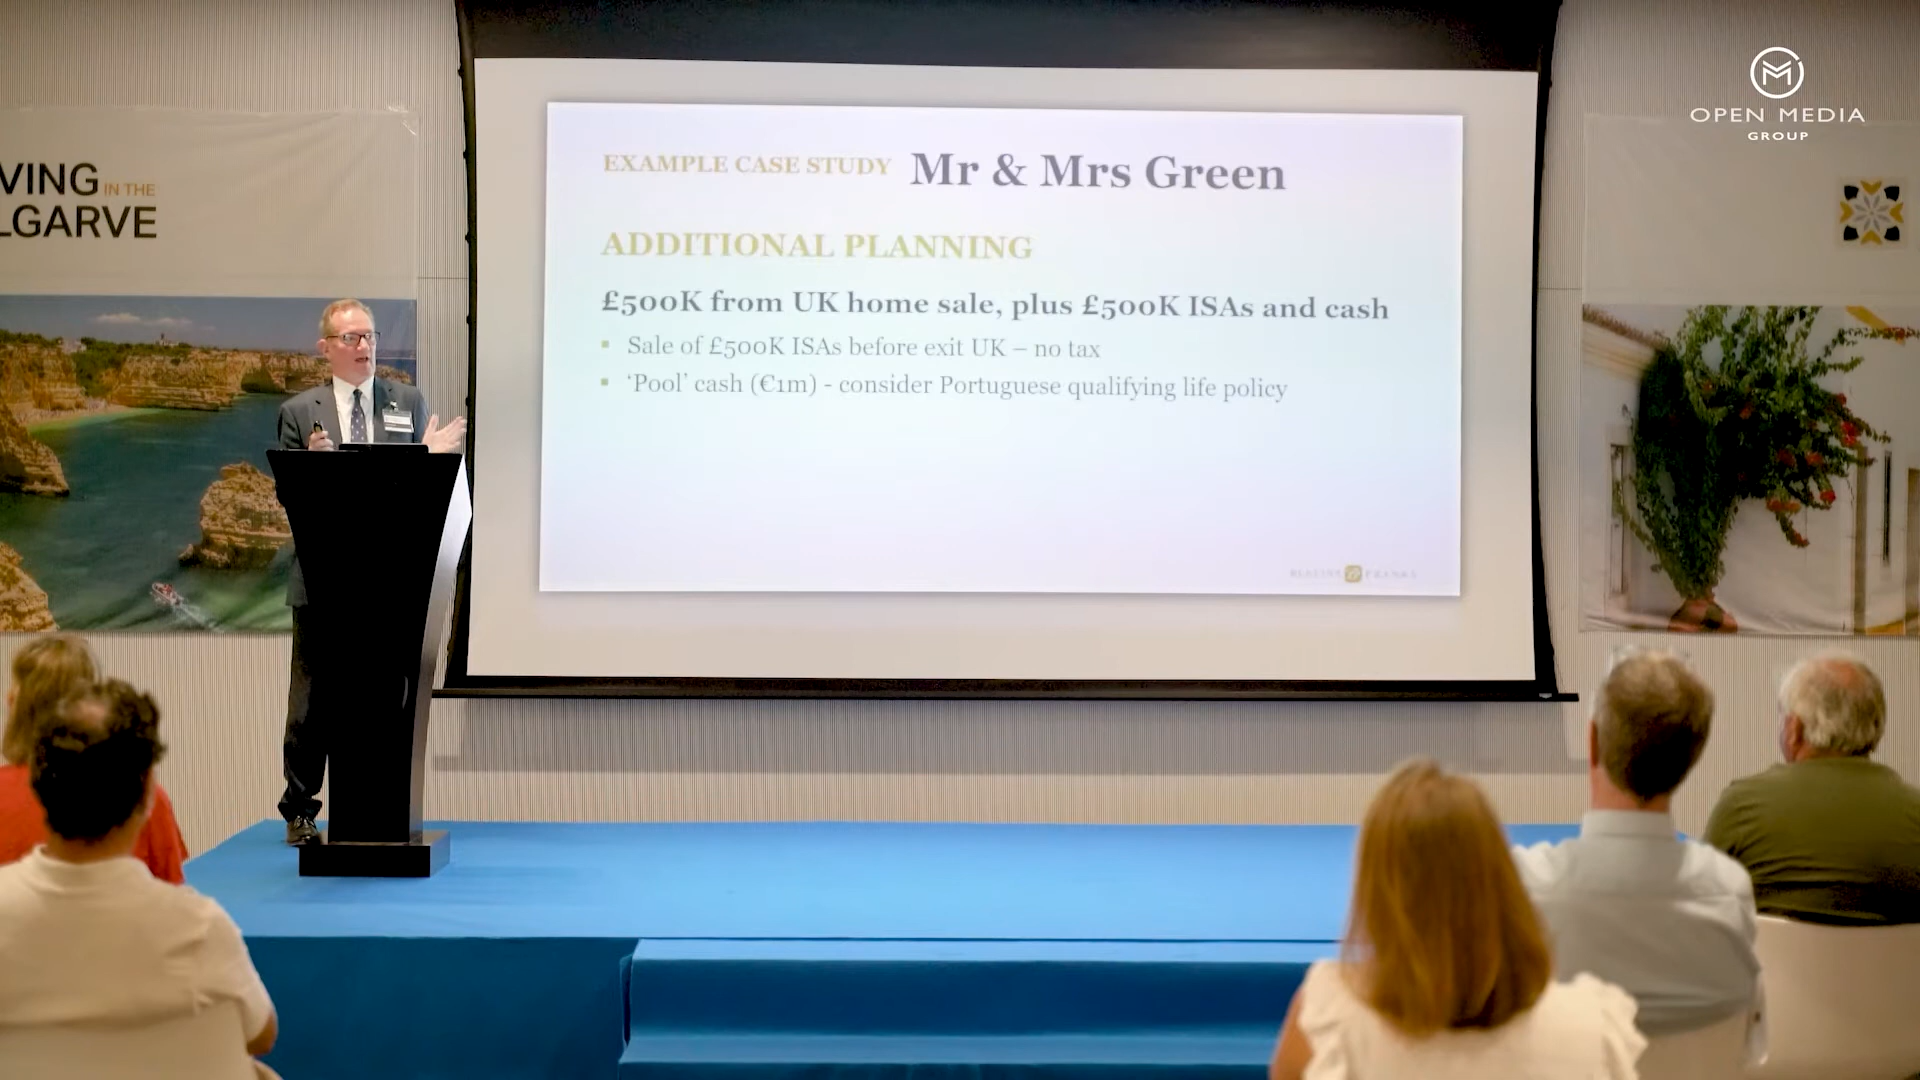 OPEN MEDIA
GROUP
VING IN THE
LGARVE
EXAMPLE CASE STUDY Mr & Mrs Green
ADDITIONAL PLANNING
£500K from UK home sale, plus £500K ISAs and cash
Sale of £500K ISAs before exit UK – no tax
‘Pool’ cash (€1m) - consider Portuguese qualifying life policy